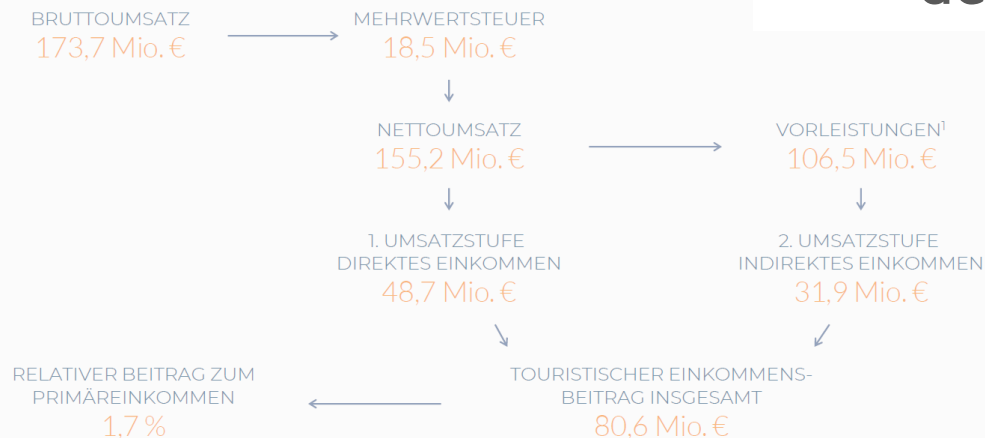 BRUTTOUMSATZ
173,7 Mio. €
MEHRWERTSTEUER
18,5 Mio. €
NETTOUMSATZ
155,2 Mio. €
VORLEISTUNGEN¹
106,5 Mio. €
1. UMSATZSTUFE
DIREKTES EINKOMMEN
48,7 Mio. €
2. UMSATZSTUFE
INDIREKTES EINKOMMEN
31,9 Mio. €
RELATIVER BEITRAG ZUM
PRIMÄREINKOMMEN
1,7 %
TOURISTISCHER EINKOMMENS-
BEITRAG INSGESAMT
80,6 Mio. €